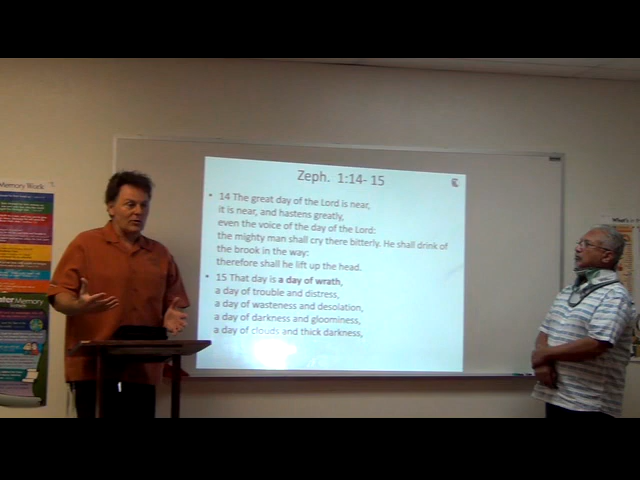 Zeph. 1:14- 15
• 14 The great day of the Lord is near,
it is near, and hastens greatly,
even the voice of the day of the Lord:
the mighty man shall cry there bitterly. He shall drink of
the brook in the way:
therefore shall he lift up the head.
• 15 That day is a day of wrath,
a day of trouble and distress,
a day of wasteness and desolation,
a day of darkness and gloominess,
a day of clouds and thick darkness,
Memory Work
Memory
What's